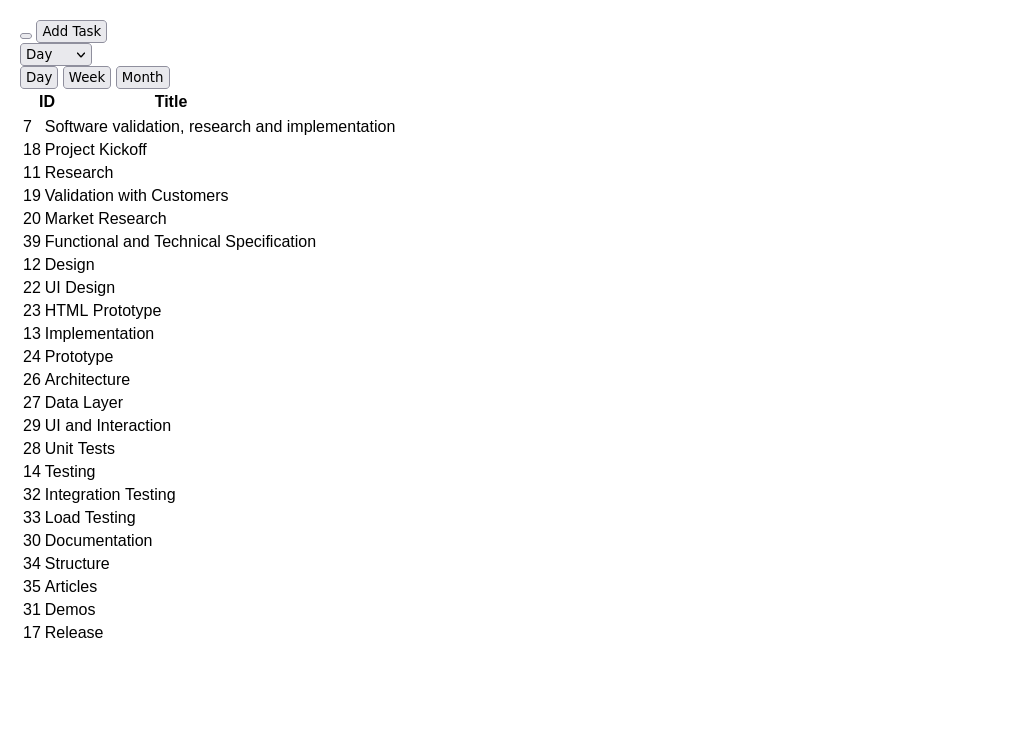 Add Task
Day
Day Week Month
ID Title
7 Software validation, research and implementation
18 Project Kickoff
11 Research
19 Validation with Customers
20 Market Research
39 Functional and Technical Specification
12 Design
22 UI Design
23 HTML Prototype
13 Implementation
24 Prototype
26 Architecture
27 Data Layer
29 UI and Interaction
28 Unit Tests
14 Testing
32 Integration Testing
33 Load Testing
30 Documentation
34 Structure
35 Articles
31 Demos
17 Release